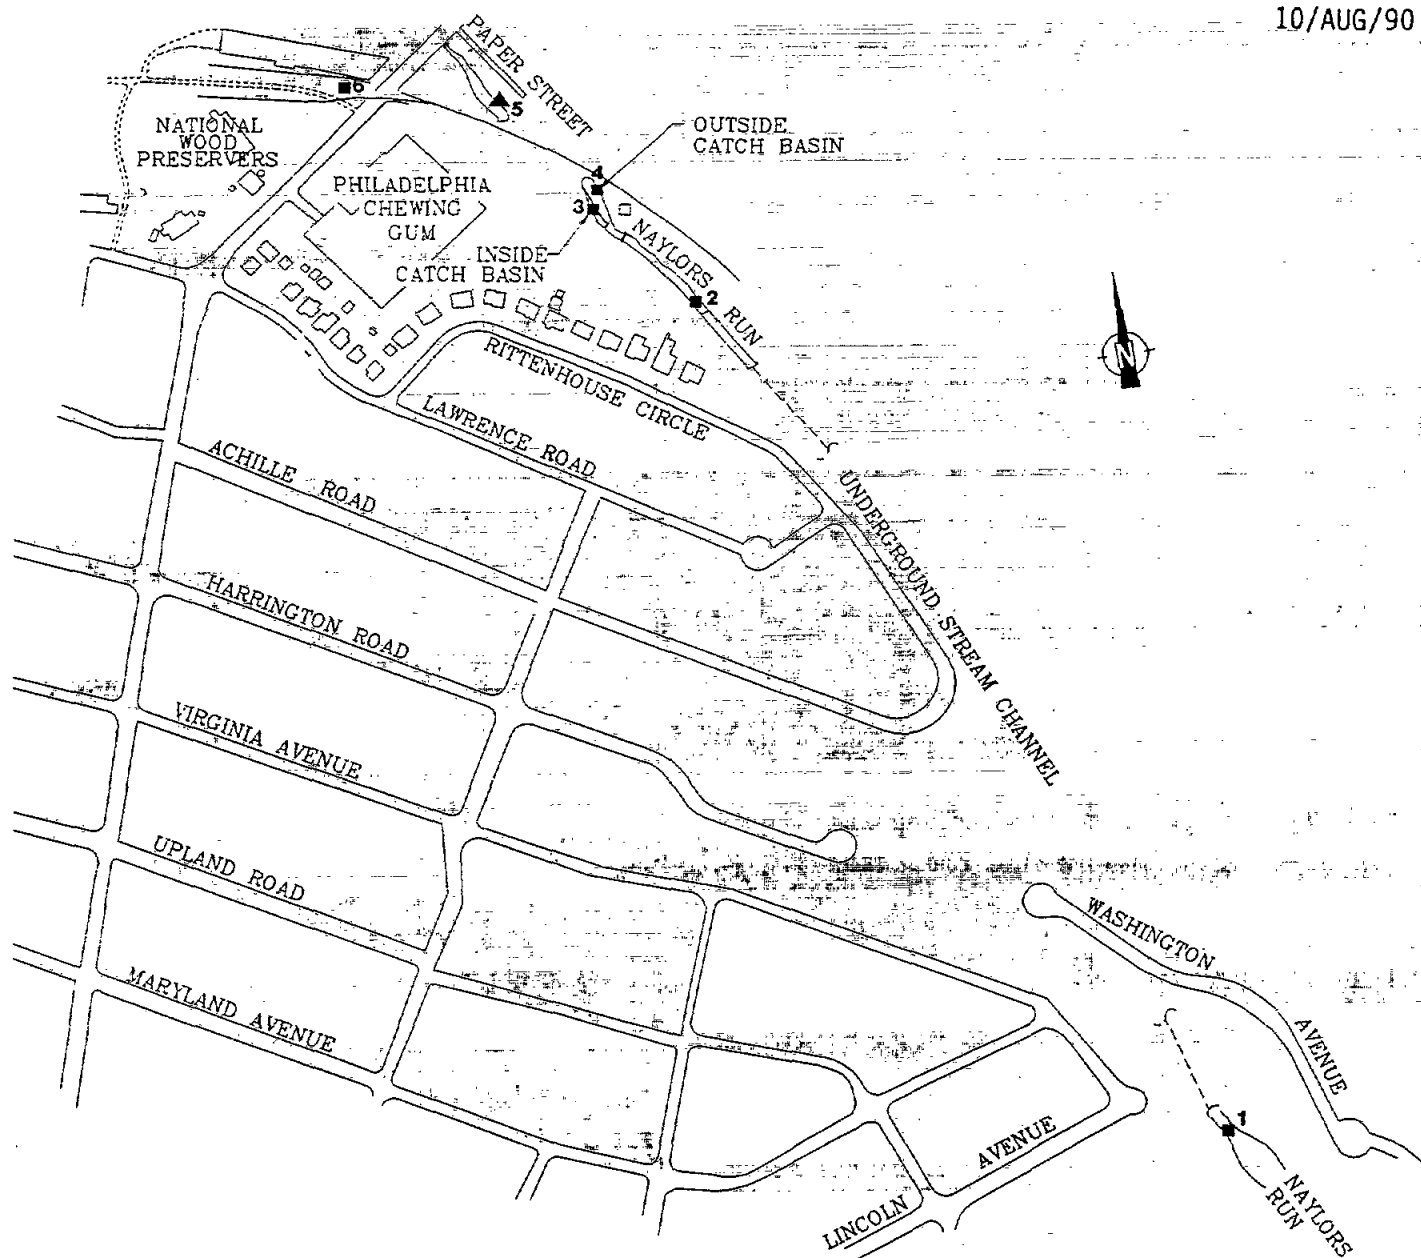 10/AUG/90
PAPER STREET
6
5
NATIONAL
WOOD
PRESERVERS
OUTSIDE
CATCH BASIN
4
3
PHILADELPHIA
CHEWING
GUM
INSIDE
CATCH BASIN
NAYLORS RUN
2
N
RITTENHOUSE CIRCLE
LAWRENCE ROAD
ACHILLE ROAD
UNDERGROUND STREAM CHANNEL
HARRINGTON ROAD
VIRGINIA AVENUE
UPLAND ROAD
WASHINGTON AVENUE
MARYLAND AVENUE
1
LINCOLN AVENUE
NAYLORS
RUN